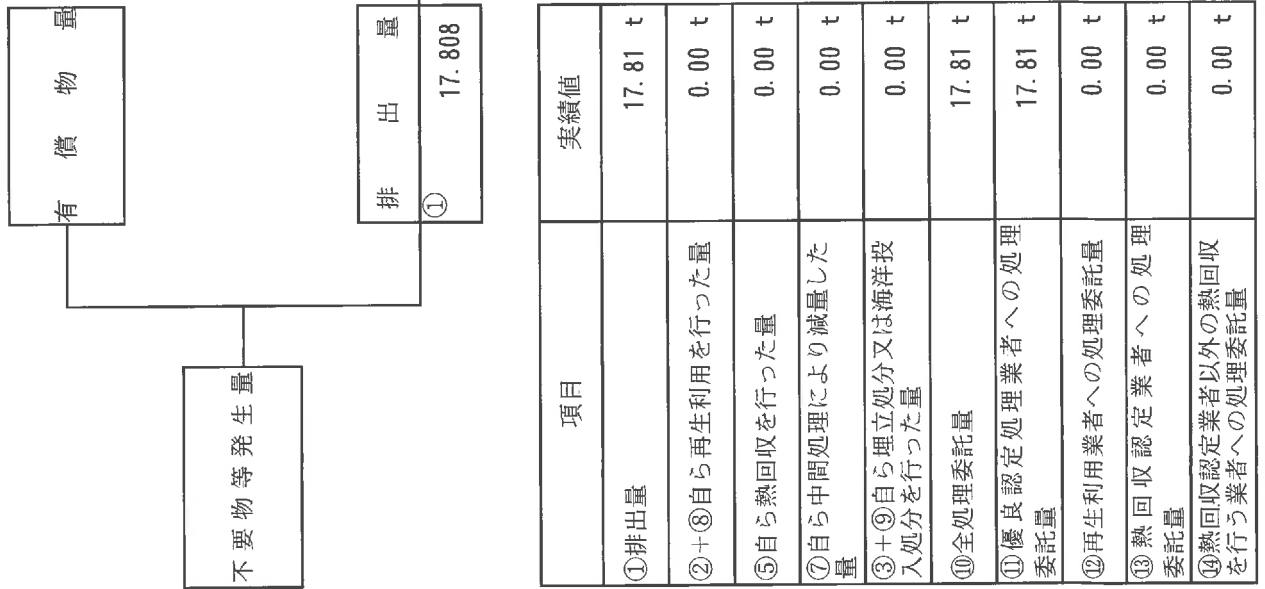 有償物量
不要物等発生量
排出量
①
17.808
項目
実績値
①排出量
17.81 t
②+⑧自ら再生利用を行った量
0.00 t
⑤自ら熱回収を行った量
0.00 t
⑦自ら中間処理により減量した
量
0.00 t
③+⑨自ら埋立処分又は海洋投
入処分を行った量
0.00 t
⑩全処理委託量
17.81 t
⑪優良認定処理業者への処理
委託量
17.81 t
⑫再生利用業者への処理委託量
0.00 t
⑬熱回収認定業者への処理
委託量
0.00 t
⑭熱回収認定業者以外の熱回収
を行う業者への処理委託量
0.00 t